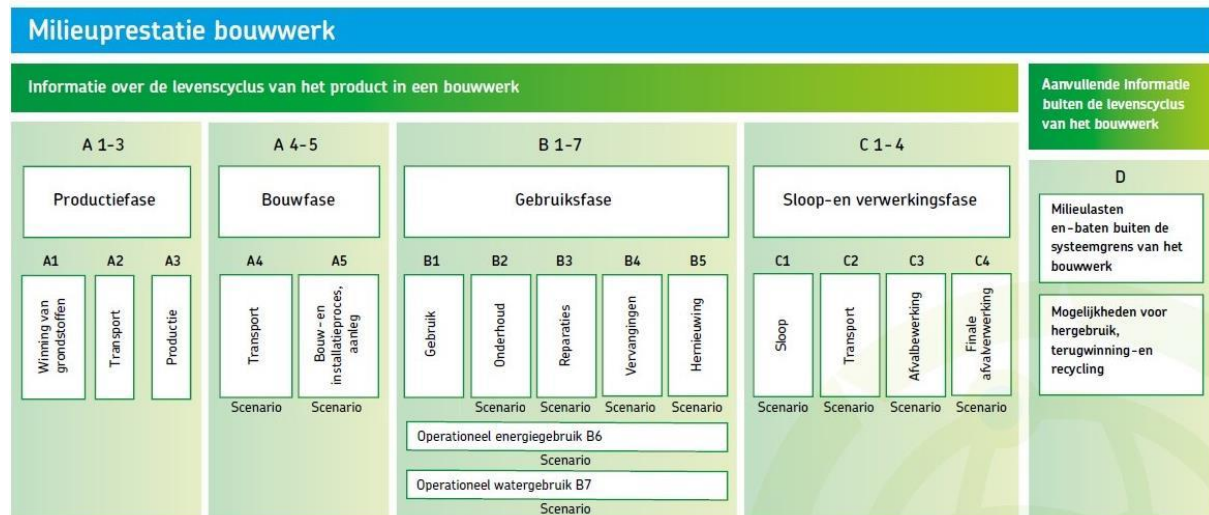 Milieuprestatie bouwwerk
Informatie over de levenscyclus van het product in een bouwwerk
Aanvullende informatie
buiten de levenscyclus
van het bouwwerk
A 1-3
Productiefase
A1
A2
A3
Winning van
grondstoffen
Transport
Productie
A 4-5
Bouwfase
A4
A5
Transport
Bouw-en
installatieproces,
aanleg
Scenario
Scenario
B 1-7
Gebruiksfase
B1
B2
B3
B4
B5
Gebruik
Onderhoud
Reparaties
Vervangingen
Hernieuwing
Scenario
Scenario
Scenario
Scenario
Operationeel energiegebruik B6
Scenario
Operationeel watergebruik B7
Scenario
C 1-4
Sloop-en verwerkingsfase
C1
C2
C3
C4
Sloop
Transport
Afvalbewerking
Finale
afvalverwerking
Scenario
Scenario
Scenario
Scenario
D
Milieulasten
en-baten buiten de
systeemgrens van het
bouwwerk
Mogelijkheden voor
hergebruik,
terugwinning-en
recycling